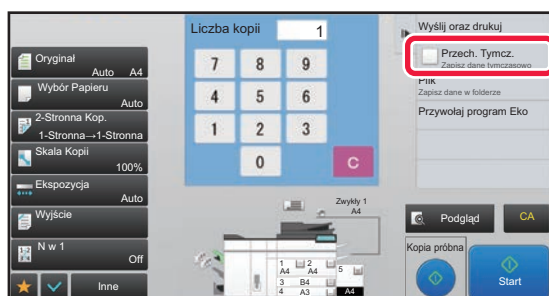 Oryginał
Auto A4
Wybór Papieru
Auto
2-Stronna Kop.
1-Stronna→1-Stronna
Skala Kopii
100%
Ekspozycja
Auto
Wyjście
N w 1
Off
Inne
Liczba kopii 1
7 8 9
4 5 6
1 2 3
0 C
Zwykły 1
A4
1 A4
2 A4
3 B4
4 A3
5 A4
Wyślij oraz drukuj
Przech. Tymcz.
Zapisz dane tymczasowo
Plik
Zapisz dane w folderze
Przywołaj program Eko
Podgląd CA
Kopia próbna
Start